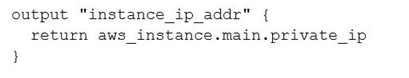 output "instance_ip_addr" {
  return aws_instance.main.private_ip
}